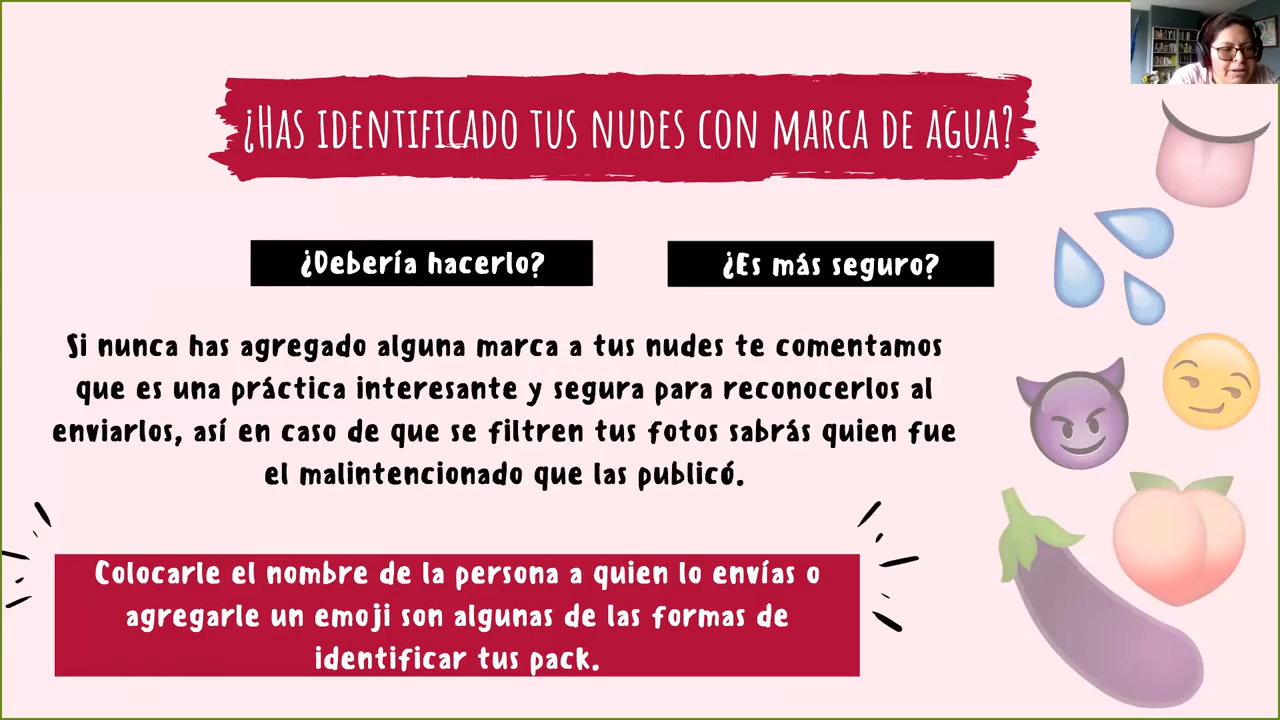 ¿HAS IDENTIFICADO TUS NUDES CON MARCA DE AGUA?
¿Debería hacerlo?
¿Es más seguro?
Si nunca has agregado alguna marca a tus nudes te comentamos
que es una práctica interesante y segura para reconocerlos al
enviarlos, así en caso de que se filtren tus fotos sabrás quien fue
el malintencionado que las publicó.
Colocarle el nombre de la persona a quien lo envías o
agregarle un emoji son algunas de las formas de
identificar tus pack.